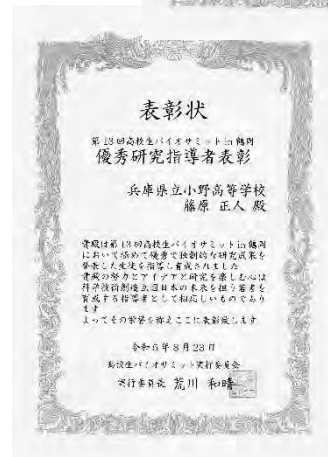 表彰状
第13回高校生バイオサミットin鶴岡
優秀研究指導者表彰
兵庫県立小野高等学校
藤原 正人 殿
貴殿は第13回高校生バイオサミットin鶴岡
において極めて優秀で独創的な研究成果を
発表した生徒を指導し育成されました
貴殿の努力とアイデアと研究を楽しむ心は
科学技術創造立国日本の未来を担う若者を
育成する指導者として相応しいものであり
ます
よってその栄誉を称えここに表彰致します
令和5年8月23日
高校生バイオサミット実行委員会
実行委員長 荒川 和晴